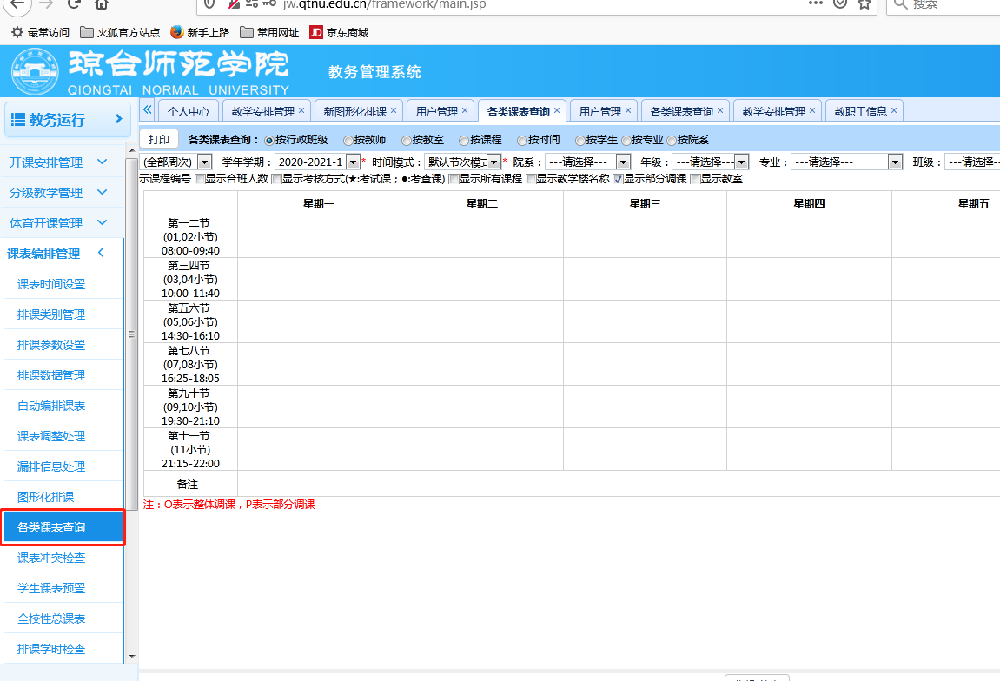 jw.qtnu.edu.cn/framework/main.jsp
搜索
最常访问 火狐官方站点 新手上路 常用网址 JD 京东商城
琼台师范学院
QIONGTAI NORMAL UNIVERSITY
教务管理系统
教务运行
个人中心 教学安排管理 × 新图形化排课 × 用户管理 × 各类课表查询 × 用户管理 × 各类课表查询 × 教学安排管理 × 教职工信息 ×
打印 各类课表查询： 按行政班级 按教师 按教室 按课程 按时间 按学生 按专业 按院系
(全部周次) 学年学期： 2020-2021-1 * 时间模式： 默认节次模式 * 院系： ---请选择--- 年级： ---请选择--- 专业： ---请选择--- 班级： ---请选择--
示课程编号 显示合班人数 显示考核方式(★:考试课；●:考查课) 显示所有课程 显示教学楼名称 显示部分调课 显示教室
开课安排管理
分级教学管理
体育开课管理
课表编排管理
课表时间设置
排课类别管理
排课参数设置
排课数据管理
自动编排课表
课表调整处理
漏排信息处理
图形化排课
各类课表查询
课表冲突检查
学生课表预置
全校性总课表
排课学时检查
星期一 星期二 星期三 星期四 星期五
第一二节
(01,02小节)
08:00-09:40
第三四节
(03,04小节)
10:00-11:40
第五六节
(05,06小节)
14:30-16:10
第七八节
(07,08小节)
16:25-18:05
第九十节
(09,10小节)
19:30-21:10
第十一节
(11小节)
21:15-22:00
备注
注：O表示整体调课，P表示部分调课